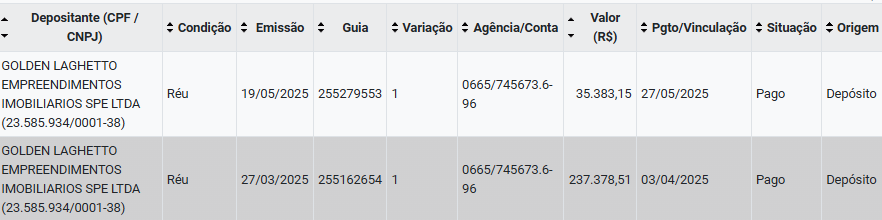 Depositante (CPF / CNPJ) Condição Emissão Guia Variação Agência/Conta Valor (R$) Pgto/Vinculação Situação Origem
GOLDEN LAGHETTO
EMPREENDIMENTOS
IMOBILIARIOS SPE LTDA
(23.585.934/0001-38)
Réu 19/05/2025 255279553 1 0665/745673.6-96 35.383,15 27/05/2025 Pago Depósito
GOLDEN LAGHETTO
EMPREENDIMENTOS
IMOBILIARIOS SPE LTDA
(23.585.934/0001-38)
Réu 27/03/2025 255162654 1 0665/745673.6-96 237.378,51 03/04/2025 Pago Depósito